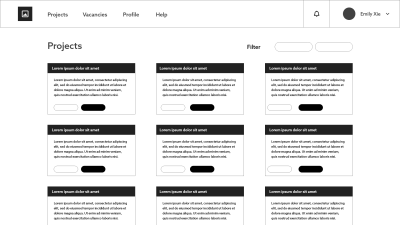 Projects
Vacancies
Profile
Help
Emily Xia
Projects
Filter
Lorem ipsum dolor sit amet
Lorem ipsum dolor sit amet
Lorem ipsum dolor sit amet
Lorem ipsum dolor sit amet, consectetur adipiscing
elit, sed do eiusmod tempor incididunt ut labore et
dolore magna aliqua. Ut enim ad minim veniam,
quis nostrud exercitation ullamco laboris nisi.
Lorem ipsum dolor sit amet, consectetur adipiscing
elit, sed do eiusmod tempor incididunt ut labore et
dolore magna aliqua. Ut enim ad minim veniam,
quis nostrud exercitation ullamco laboris nisi.
Lorem ipsum dolor sit amet, consectetur adipiscing
elit, sed do eiusmod tempor incididunt ut labore et
dolore magna aliqua. Ut enim ad minim veniam,
quis nostrud exercitation ullamco laboris nisi.
Lorem ipsum dolor sit amet
Lorem ipsum dolor sit amet
Lorem ipsum dolor sit amet
Lorem ipsum dolor sit amet, consectetur adipiscing
elit, sed do eiusmod tempor incididunt ut labore et
dolore magna aliqua. Ut enim ad minim veniam,
quis nostrud exercitation ullamco laboris nisi.
Lorem ipsum dolor sit amet, consectetur adipiscing
elit, sed do eiusmod tempor incididunt ut labore et
dolore magna aliqua. Ut enim ad minim veniam,
quis nostrud exercitation ullamco laboris nisi.
Lorem ipsum dolor sit amet, consectetur adipiscing
elit, sed do eiusmod tempor incididunt ut labore et
dolore magna aliqua. Ut enim ad minim veniam,
quis nostrud exercitation ullamco laboris nisi.
Lorem ipsum dolor sit amet
Lorem ipsum dolor sit amet
Lorem ipsum dolor sit amet
Lorem ipsum dolor sit amet, consectetur adipiscing
elit, sed do eiusmod tempor incididunt ut labore et
dolore magna aliqua. Ut enim ad minim veniam,
quis nostrud exercitation ullamco laboris nisi.
Lorem ipsum dolor sit amet, consectetur adipiscing
elit, sed do eiusmod tempor incididunt ut labore et
dolore magna aliqua. Ut enim ad minim veniam,
quis nostrud exercitation ullamco laboris nisi.
Lorem ipsum dolor sit amet, consectetur adipiscing
elit, sed do eiusmod tempor incididunt ut labore et
dolore magna aliqua. Ut enim ad minim veniam,
quis nostrud exercitation ullamco laboris nisi.